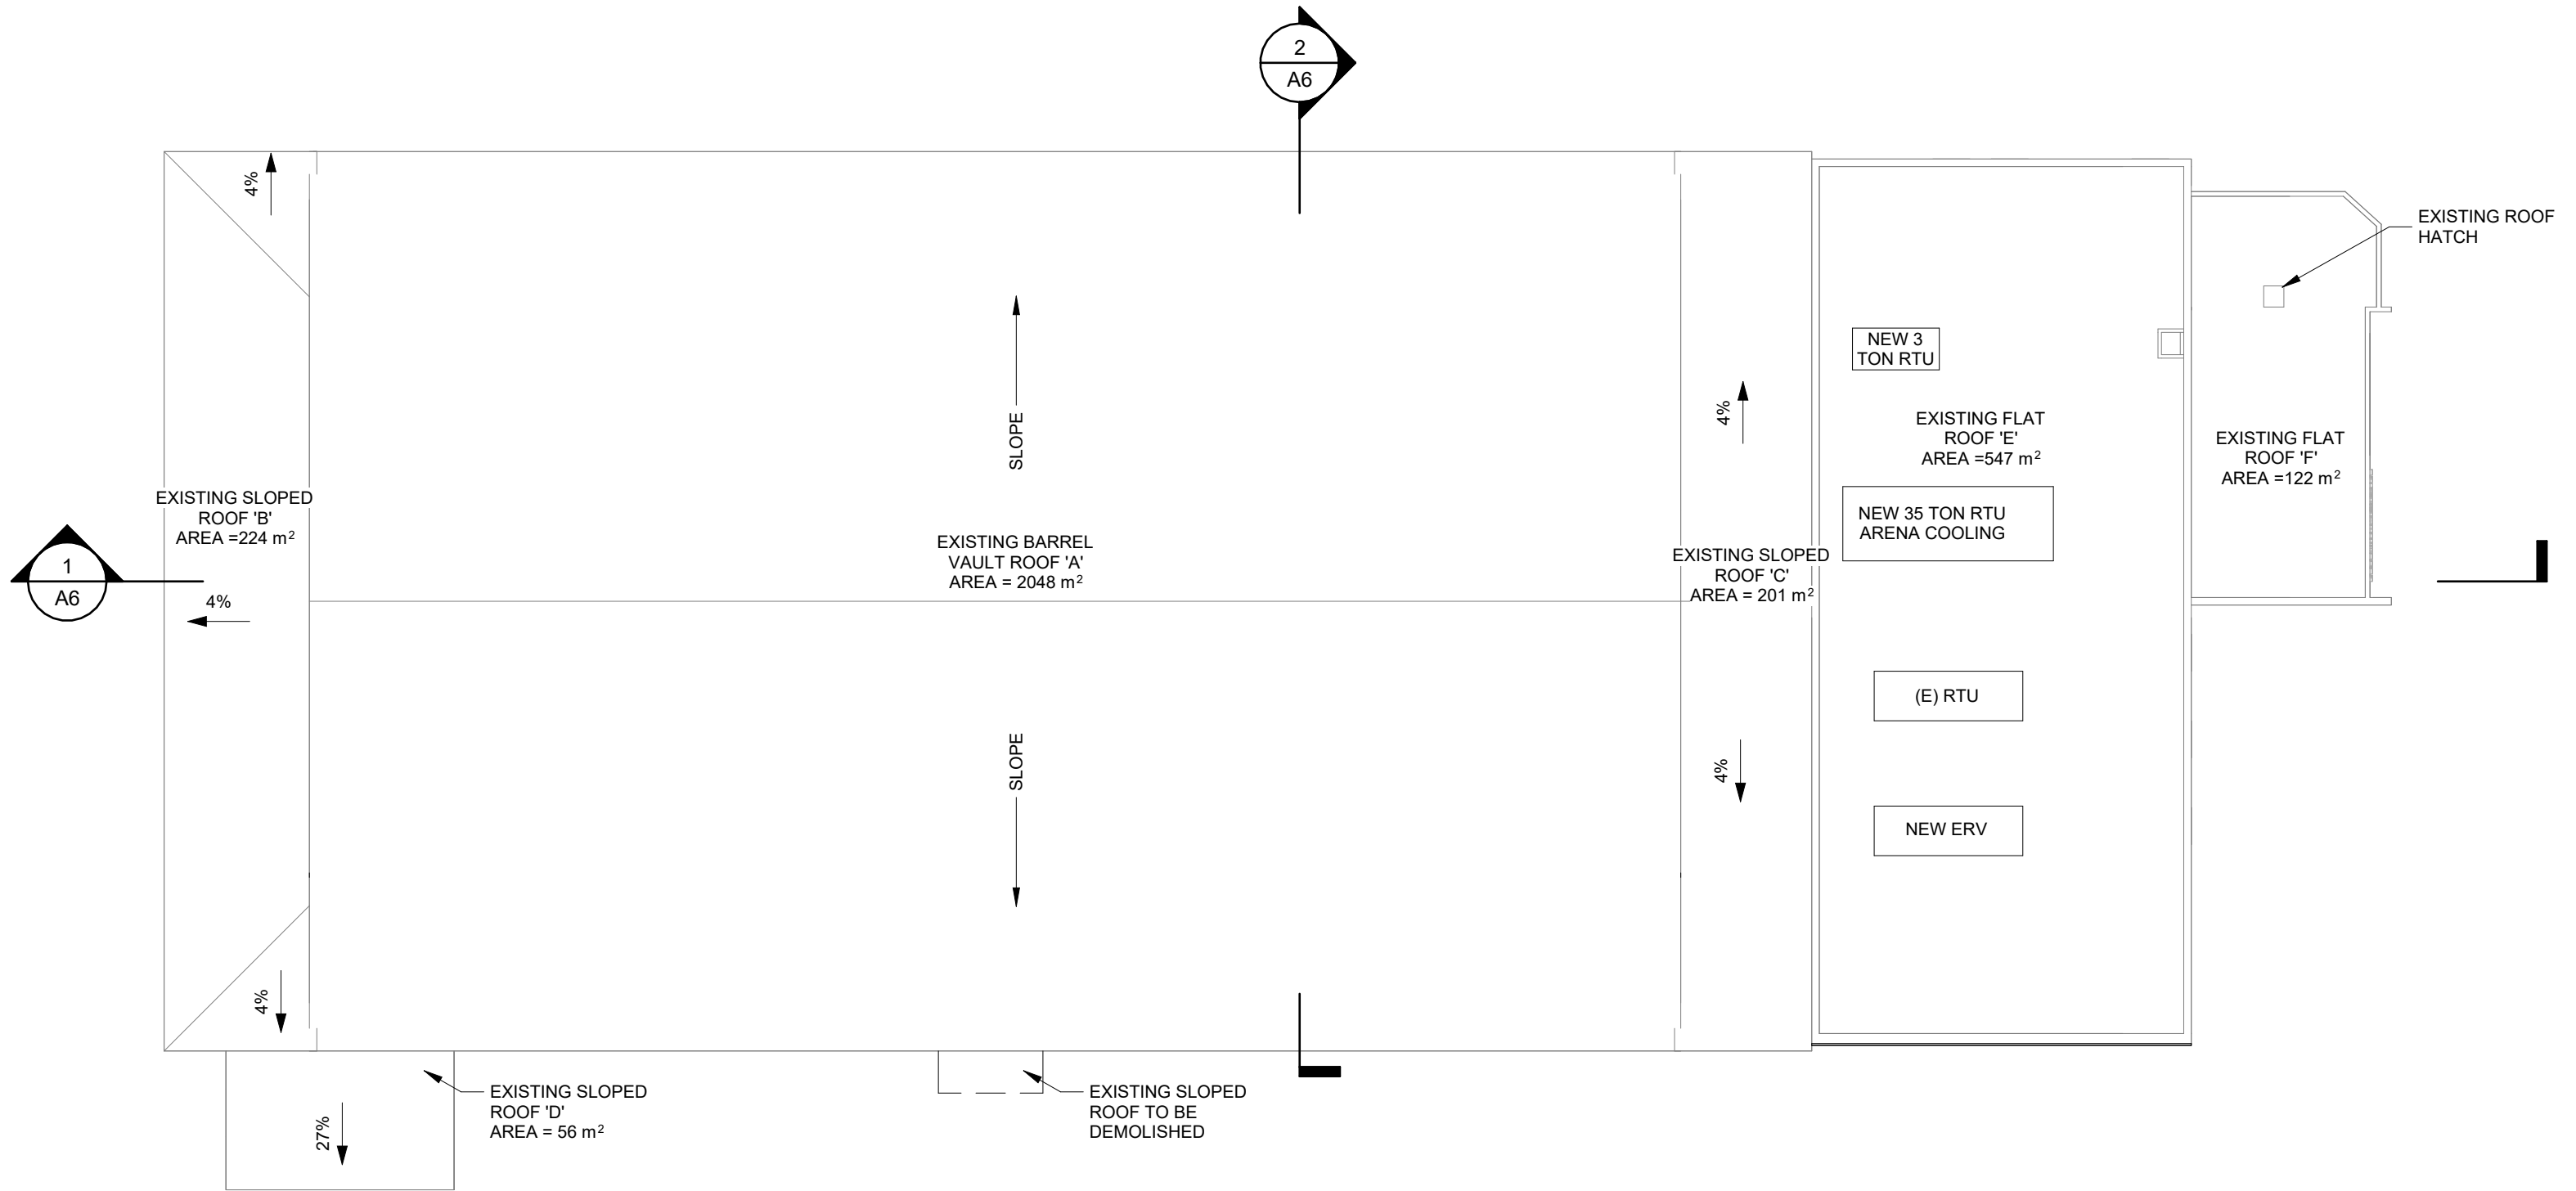 2
A6
4%
EXISTING ROOF
HATCH
NEW 3
TON RTU
SLOPE
4%
EXISTING FLAT
ROOF 'E'
AREA =547 m²
EXISTING FLAT
ROOF 'F'
AREA =122 m²
EXISTING SLOPED
ROOF 'B'
AREA =224 m²
NEW 35 TON RTU
ARENA COOLING
EXISTING BARREL
VAULT ROOF 'A'
AREA = 2048 m²
EXISTING SLOPED
ROOF 'C'
AREA = 201 m²
1
A6
4%
(E) RTU
SLOPE
4%
NEW ERV
4%
EXISTING SLOPED
ROOF 'D'
AREA = 56 m²
EXISTING SLOPED
ROOF TO BE
DEMOLISHED
27%